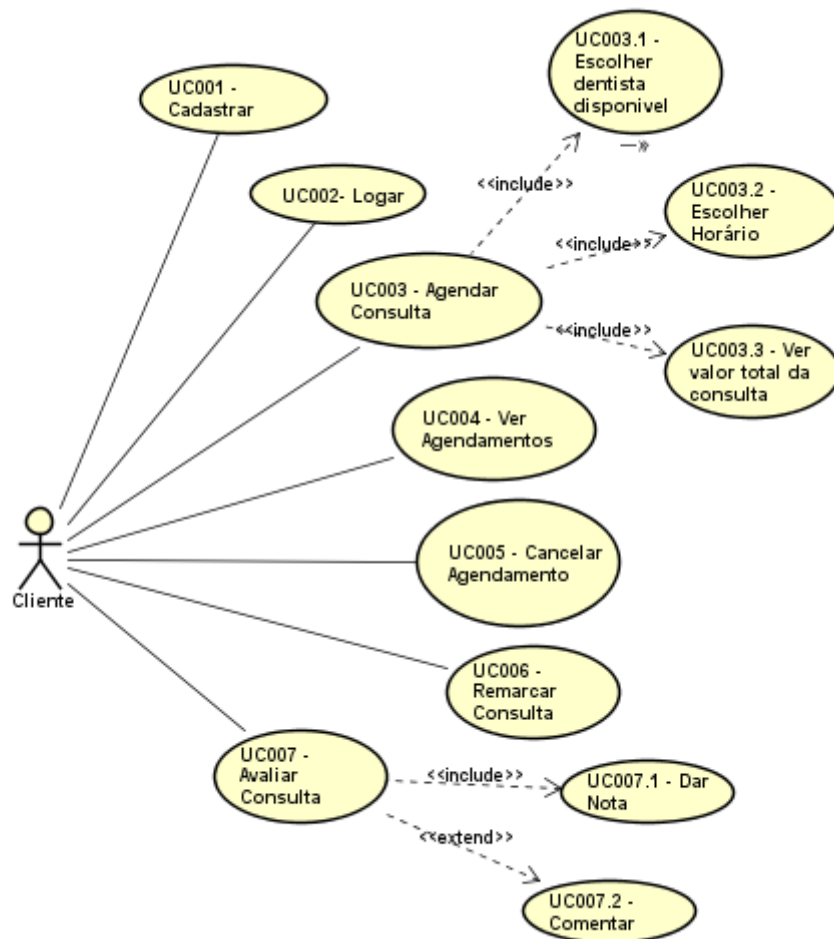 UC003.1 -
Escolher
dentista
disponivel
UC001 -
Cadastrar
<<include>>
UC002- Logar
UC003.2 -
Escolher
Horário
<<include>>
UC003 - Agendar
Consulta
<<include>>
UC003.3 - Ver
valor total da
consulta
UC004 - Ver
Agendamentos
UC005 - Cancelar
Agendamento
Cliente
UC006 -
Remarcar
Consulta
UC007 -
Avaliar
Consulta
<<include>>
UC007.1 - Dar
Nota
<<extend>>
UC007.2 -
Comentar